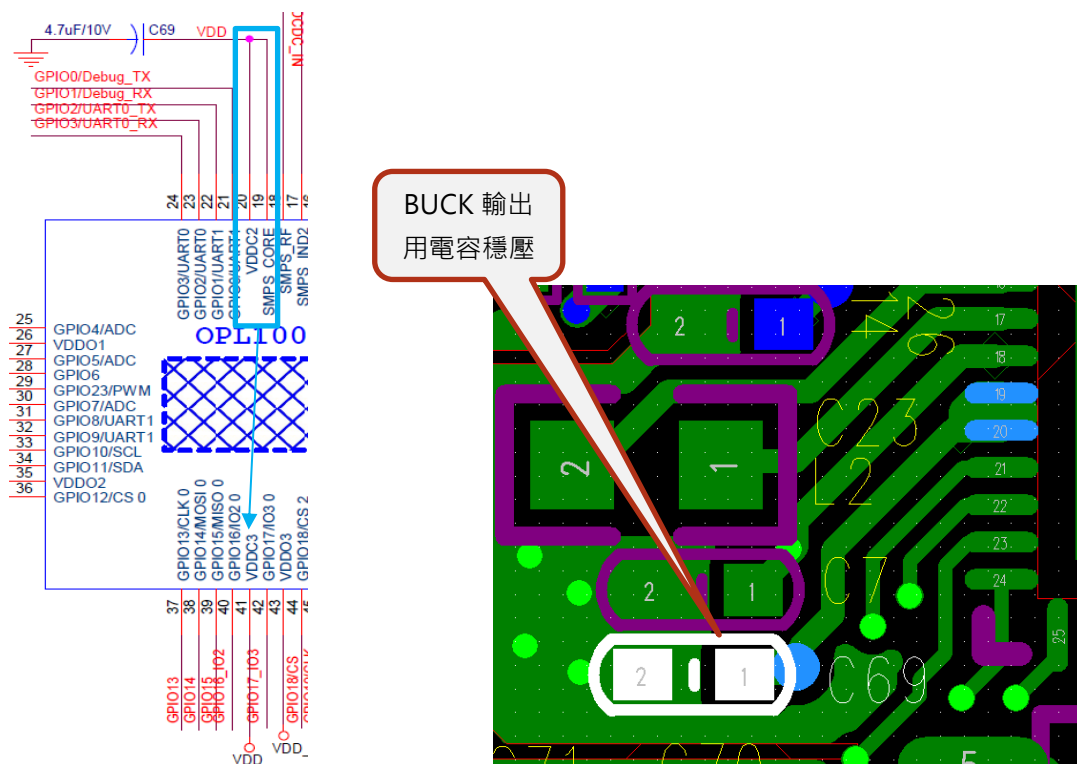 4.7uF/10V
C69
VDD
DCDC_IN
GPIO0/Debug_TX
GPIO1/Debug_RX
GPIO2/UART0_TX
GPIO3/UART0_RX
24
23
22
21
20
19
18
17
GPIO3/UART0
GPIO2/UART0
GPIO1/UART1
GPIO0/UART1
VDDC2
SMPS_CORE
SMPS_RF
SMPS_IND2
25
26
27
28
29
30
31
32
33
34
35
36
GPIO4/ADC
VDDO1
GPIO5/ADC
GPIO6
GPIO23/PWM
GPIO7/ADC
GPIO8/UART1
GPIO9/UART1
GPIO10/SCL
GPIO11/SDA
VDDO2
GPIO12/CS 0
OPL100
GPIO13/CLK 0
GPIO14/MOSI 0
GPIO15/MISO 0
GPIO16/IO2 0
VDDC3
GPIO17/IO3 0
VDDO3
GPIO18/CS 2
37
38
39
40
41
42
43
44
GPIO13
GPIO14
GPIO15
GPIO16_IO2
GPIO17_IO3
GPIO18/CS
VDD
VDD_
BUCK 輸出
用電容穩壓
2
1
17
18
19
20
21
22
23
24
25
2
1
C23
L2
2
1
C7
2
1
C69
C71
C70
5